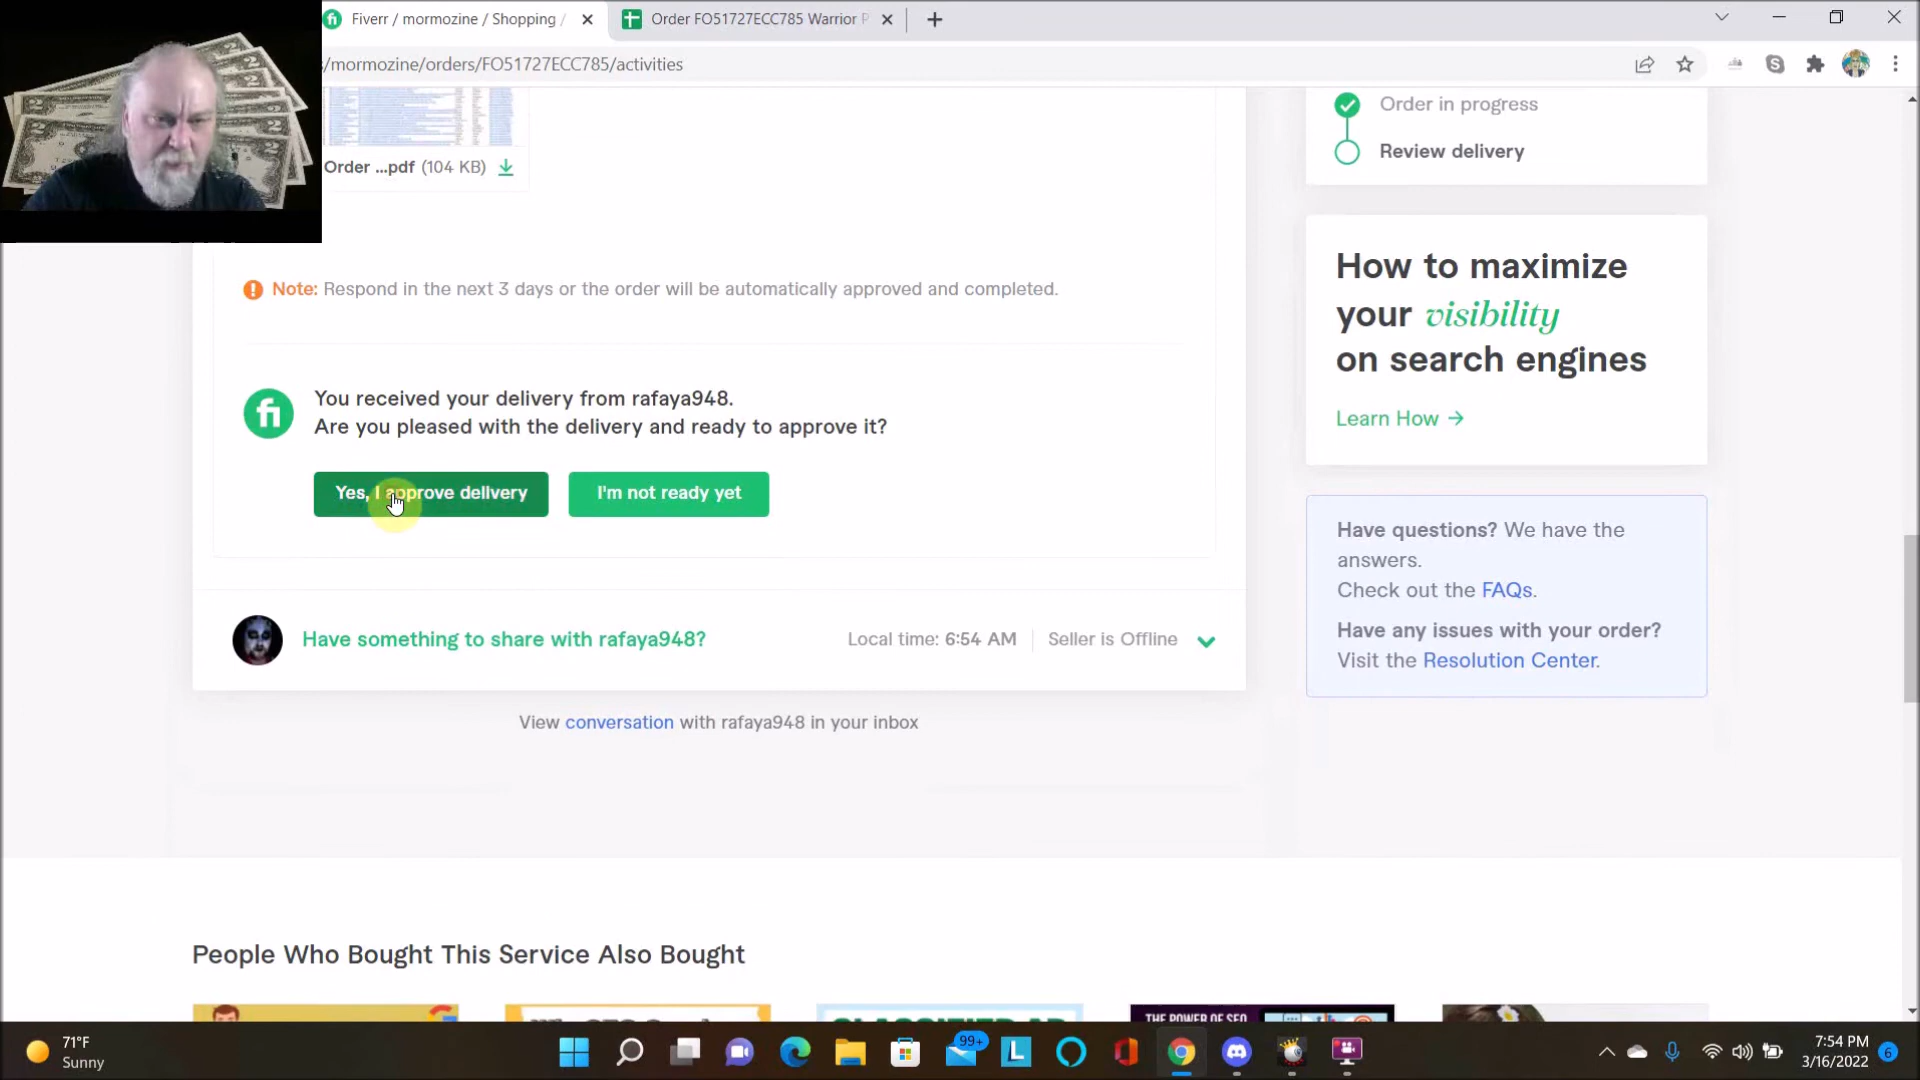 Fiverr / mormozine / Shopping /
Order FO51727ECC785 Warrior P
/mormozine/orders/FO51727ECC785/activities
Order in progress
Review delivery
Order ...pdf (104 KB)
Note: Respond in the next 3 days or the order will be automatically approved and completed.
How to maximize
your visibility
on search engines
Learn How →
fi
You received your delivery from rafaya948.
Are you pleased with the delivery and ready to approve it?
Yes, I approve delivery
I'm not ready yet
Have questions? We have the
answers.
Check out the FAQs.
Have any issues with your order?
Visit the Resolution Center.
Have something to share with rafaya948?
Local time: 6:54 AM
Seller is Offline
View conversation with rafaya948 in your inbox
People Who Bought This Service Also Bought
CLASSIFIED AD
THE POWER OF SEO
71°F
Sunny
99+
7:54 PM
3/16/2022
6